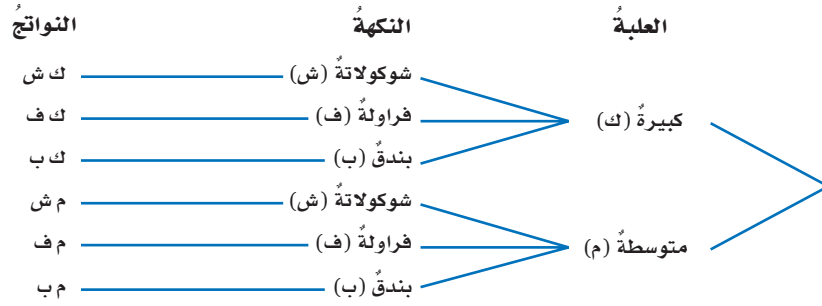 العلبةُ النكهةُ النواتجُ
شوكولاتةٌ (ش) ك ش
كبيرةٌ (ك) فراولةٌ (ف) ك ف
بندقٌ (ب) ك ب
شوكولاتةٌ (ش) م ش
متوسطةٌ (م) فراولةٌ (ف) م ف
بندقٌ (ب) م ب